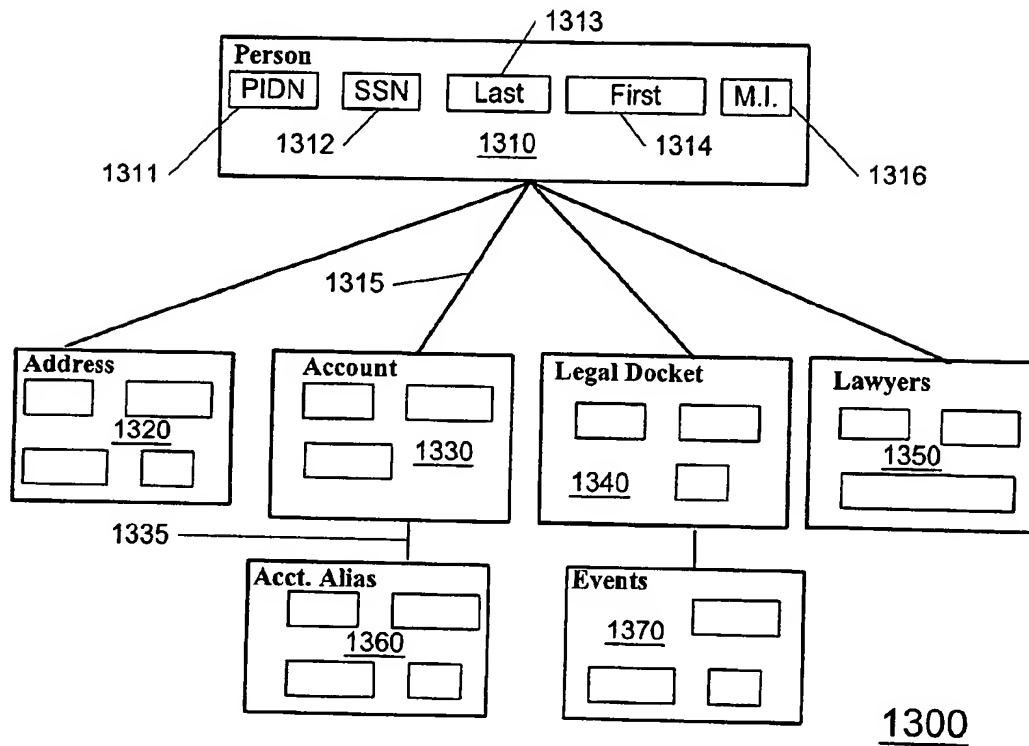 1313
Person
PIDN SSN Last First M.I.
1312 1310 1314
1311 1316
1315
Address
1320
Account
1330
Legal Docket
1340
Lawyers
1350
1335
Acct. Alias
1360
Events
1370
1300